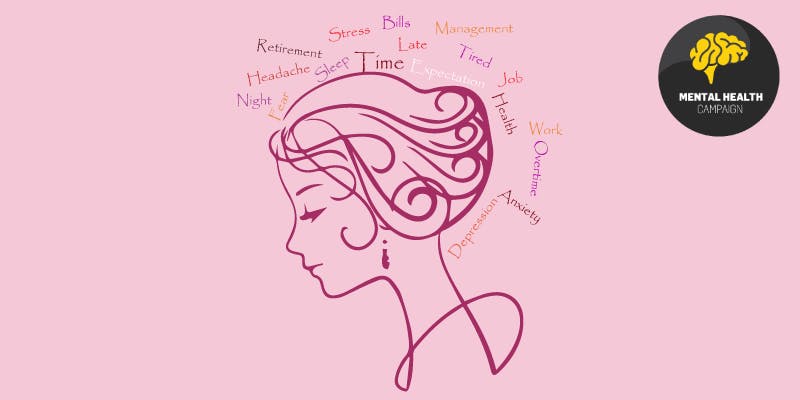 Bills
Stress
Management
Late
Retirement
Time
Tired
Sleep
Headache
Expectation
Job
Night
Fear
Health
Work
Overtime
Anxiety
Depression
MENTAL HEALTH
CAMPAIGN